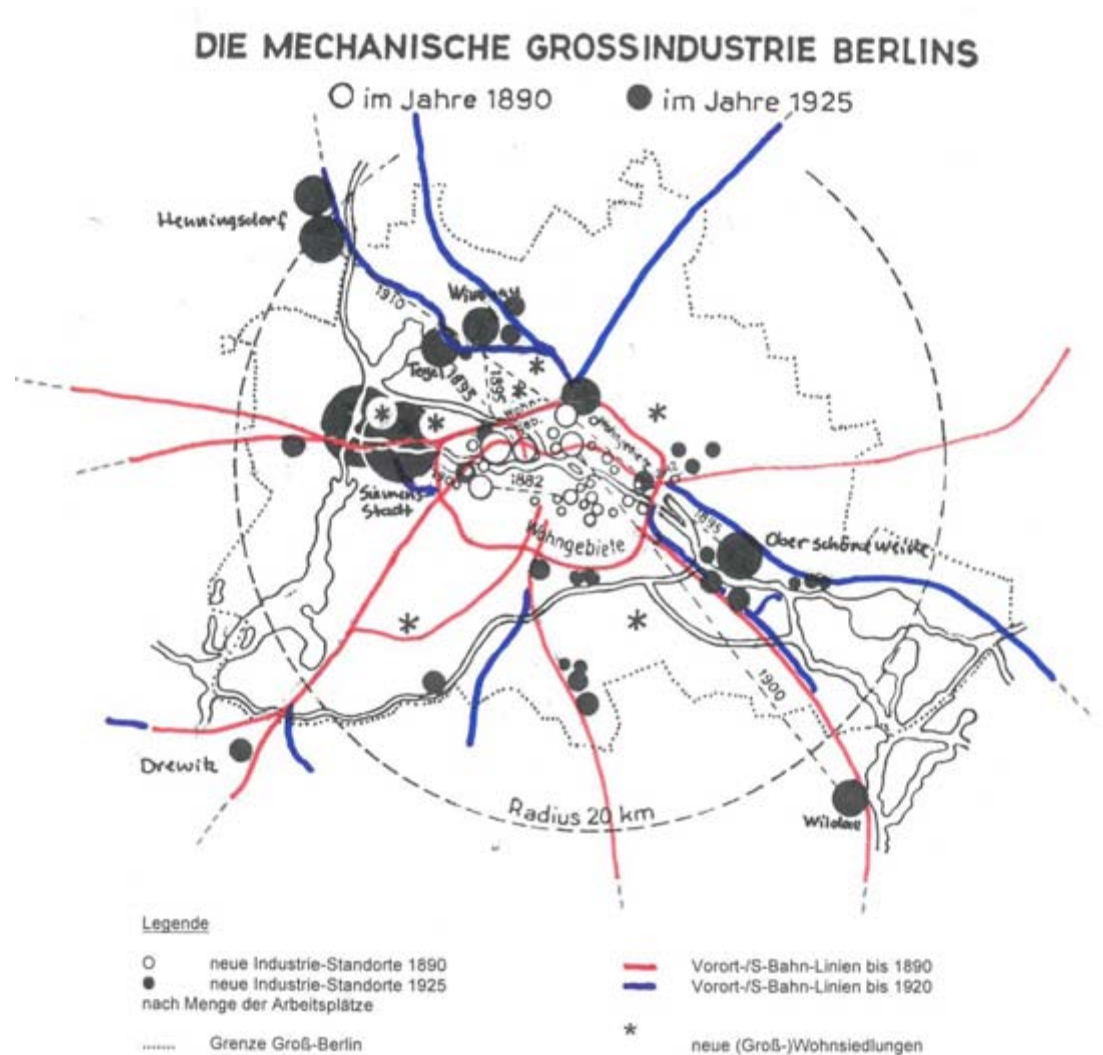 DIE MECHANISCHE GROSSINDUSTRIE BERLINS
im Jahre 1890
im Jahre 1925
Henningsdorf
1910
Tegel
1893
1895
1882
Siemens
Stadt
Wohngebiete
1895
Oberschöneweide
1900
Drewitz
Radius 20 km
Wildau
Legende
neue Industrie-Standorte 1890
neue Industrie-Standorte 1925
nach Menge der Arbeitsplätze
Grenze Groß-Berlin
Vorort-/S-Bahn-Linien bis 1890
Vorort-/S-Bahn-Linien bis 1920
* neue (Groß-)Wohnsiedlungen